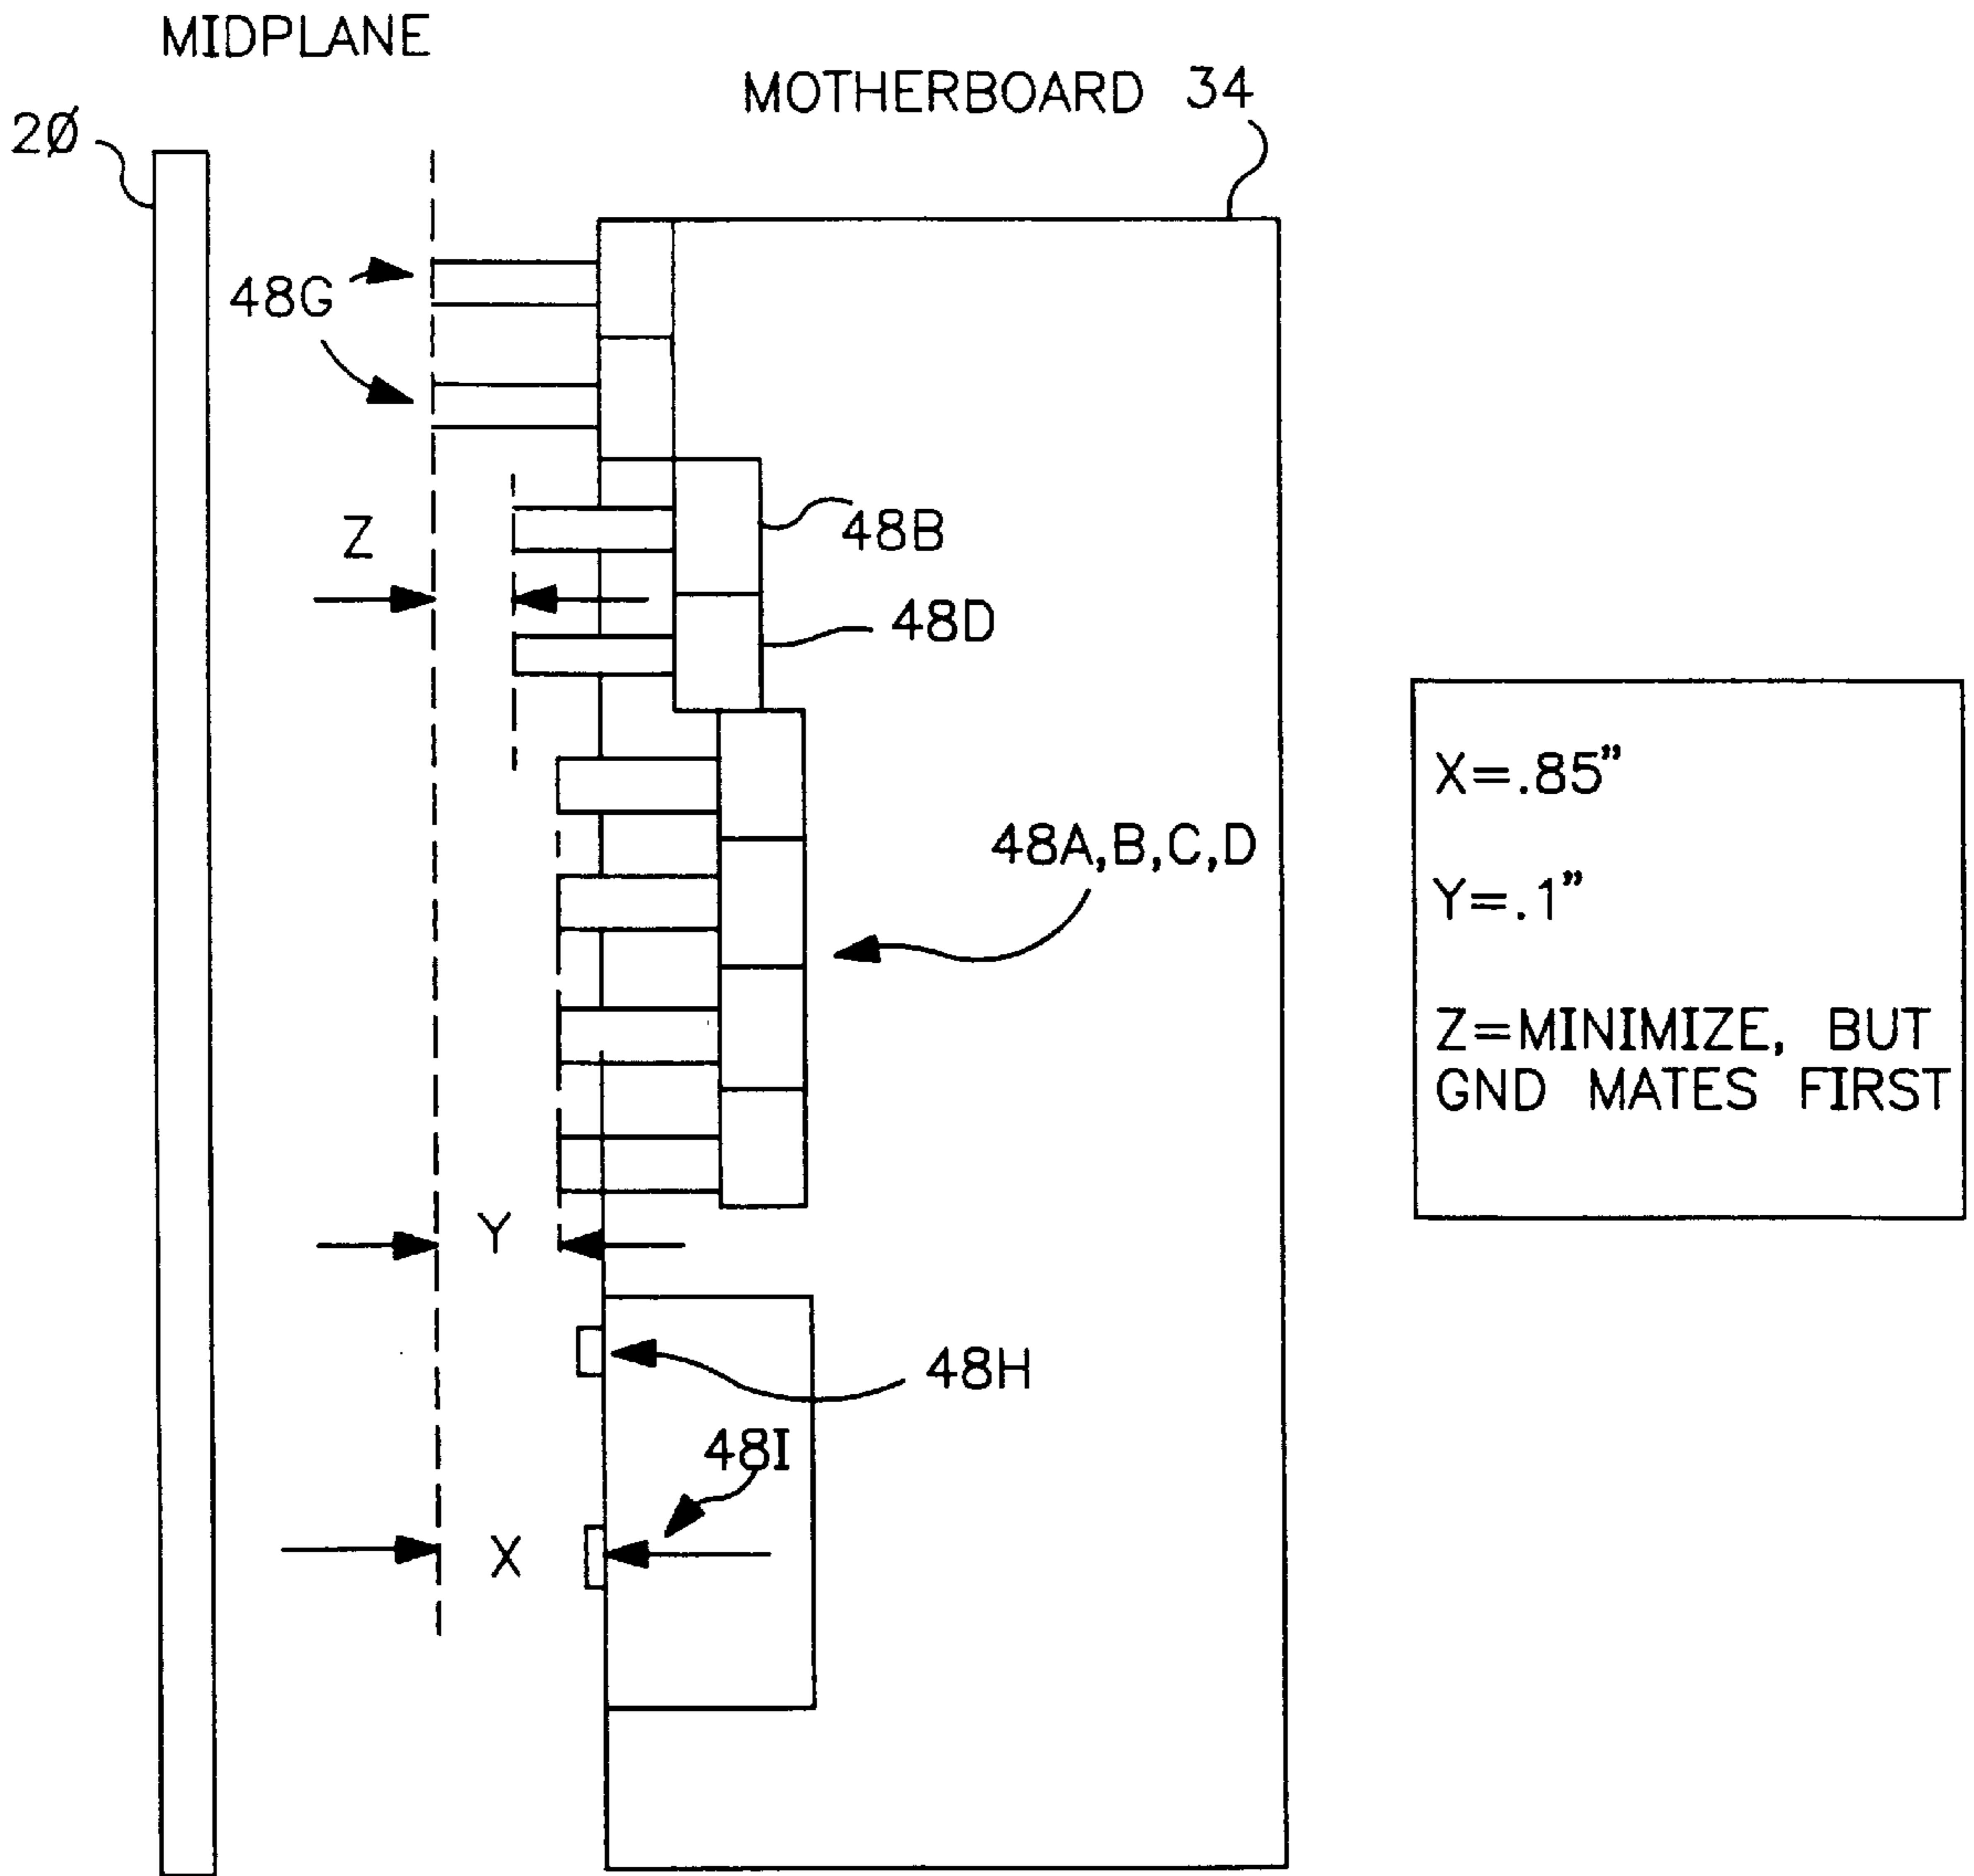 MIDPLANE
MOTHERBOARD 34
2Ø
48G
48B
Z
48D
X=.85”
48A,B,C,D
Y=.1”
Z=MINIMIZE, BUT
GND MATES FIRST
Y
48H
48I
X